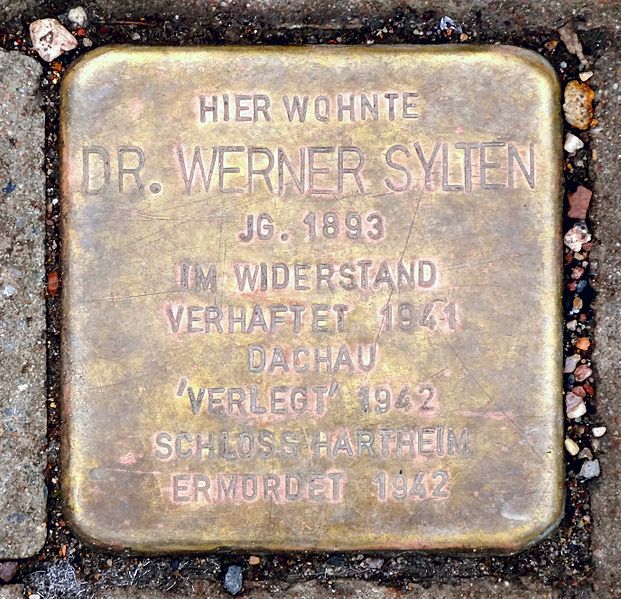 HIER WOHNTE
DR. WERNER SYLTEN
JG. 1893
IM WIDERSTAND
VERHAFTET 1941
DACHAU
'VERLEGT' 1942
SCHLOSS HARTHEIM
ERMORDET 1942